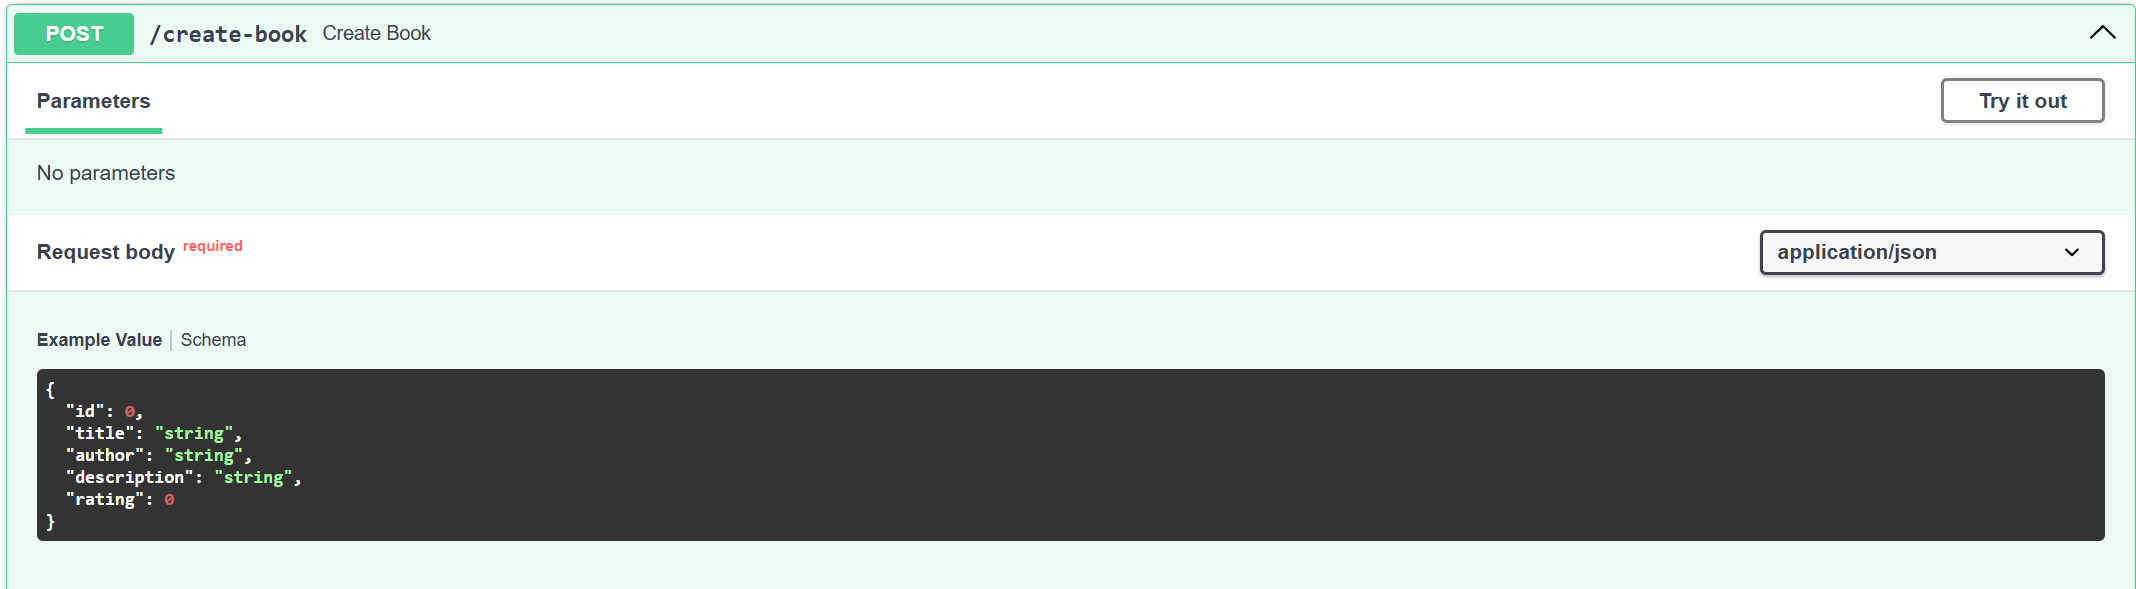 POST /create-book Create Book
Parameters
Try it out
No parameters
Request body required
application/json
Example Value | Schema
{
  "id": 0,
  "title": "string",
  "author": "string",
  "description": "string",
  "rating": 0
}